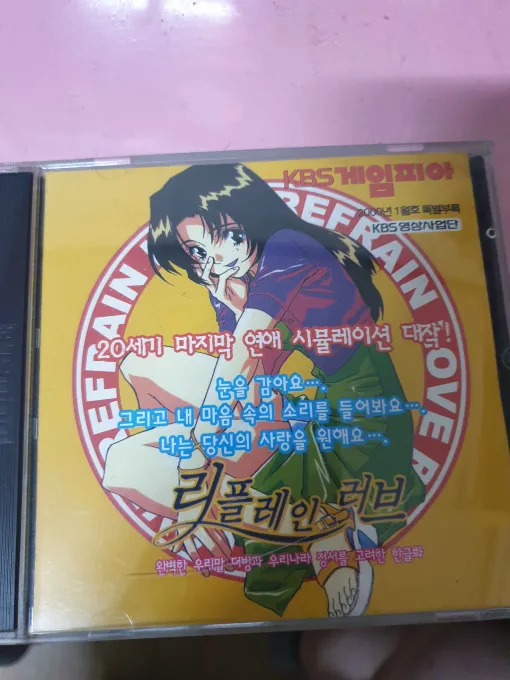 KBS게임피아
2000년 1월호 특별부록
KBS 영상사업단
REFRAIN LOVE REFRAIN
20세기 마지막 연애 시뮬레이션 대작!
눈을 감아요….
그리고 내 마음 속의 소리를 들어봐요….
나는 당신의 사랑을 원해요….
리플레인 러브
완벽한 우리말 더빙과 우리나라 정서를 고려한 한글화